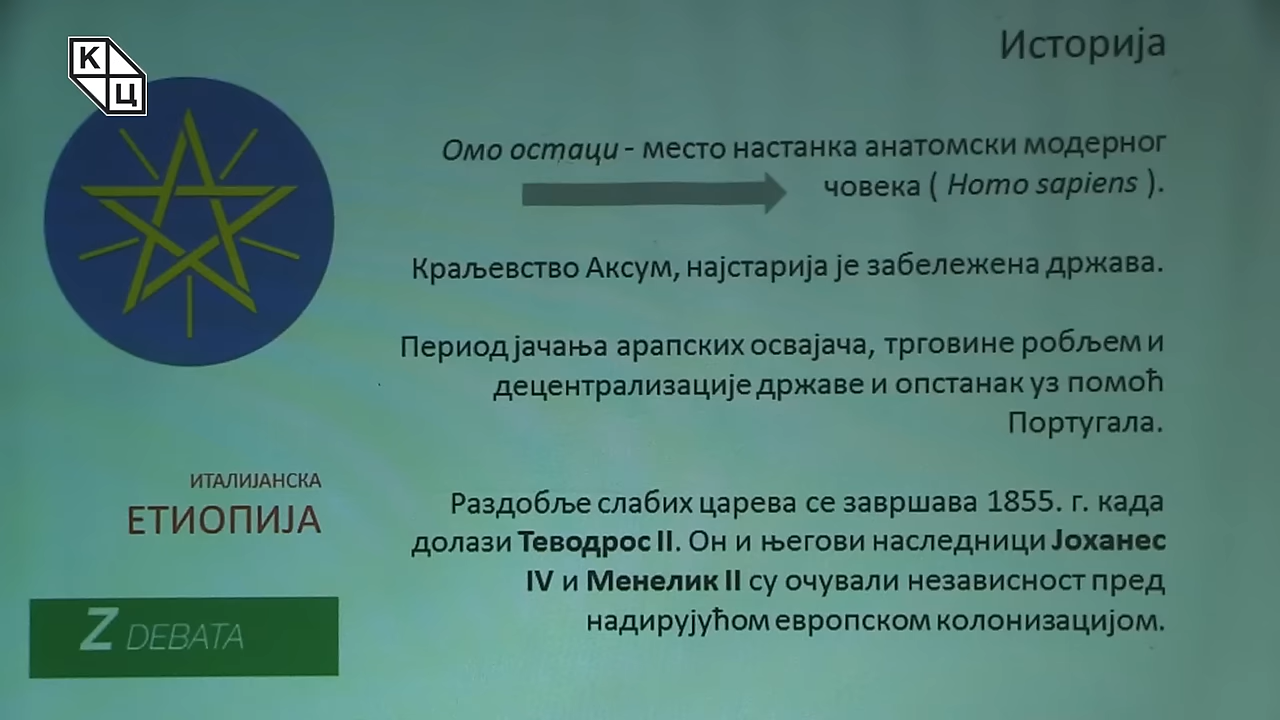 К
Ц
Историја
Омо остаци - место настанка анатомски модерног
човека ( Homo sapiens ).
Краљевство Аксум, најстарија је забележена држава.
Период јачања арапских освајача, трговине робљем и
децентрализације државе и опстанак уз помоћ
Португала.
Раздобље слабих царева се завршава 1855. г. када
долази Теводрос II. Он и његови наследници Јоханес
IV и Менелик II су очували независност пред
надирујућом европском колонизацијом.
ИТАЛИЈАНСКА
ЕТИОПИЈА
Z DEBATA